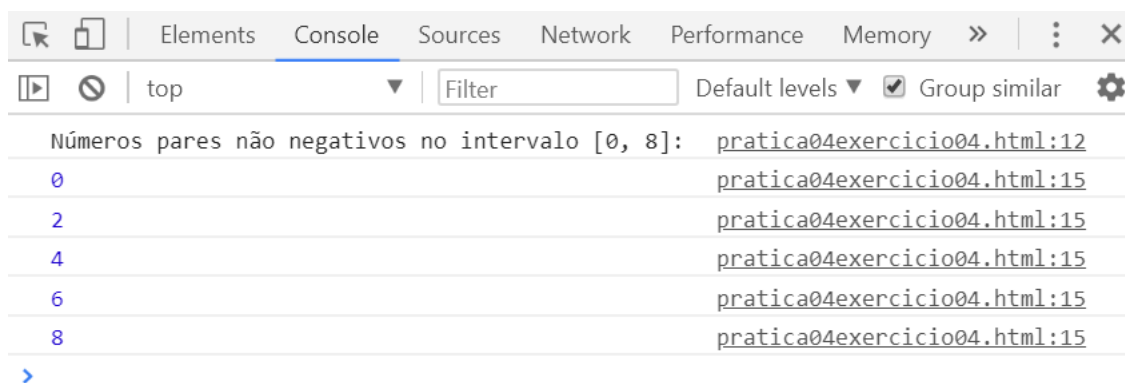 Elements Console Sources Network Performance Memory »
top ▼ Filter Default levels ▼ Group similar
Números pares não negativos no intervalo [0, 8]: pratica04exercicio04.html:12
0 pratica04exercicio04.html:15
2 pratica04exercicio04.html:15
4 pratica04exercicio04.html:15
6 pratica04exercicio04.html:15
8 pratica04exercicio04.html:15
>